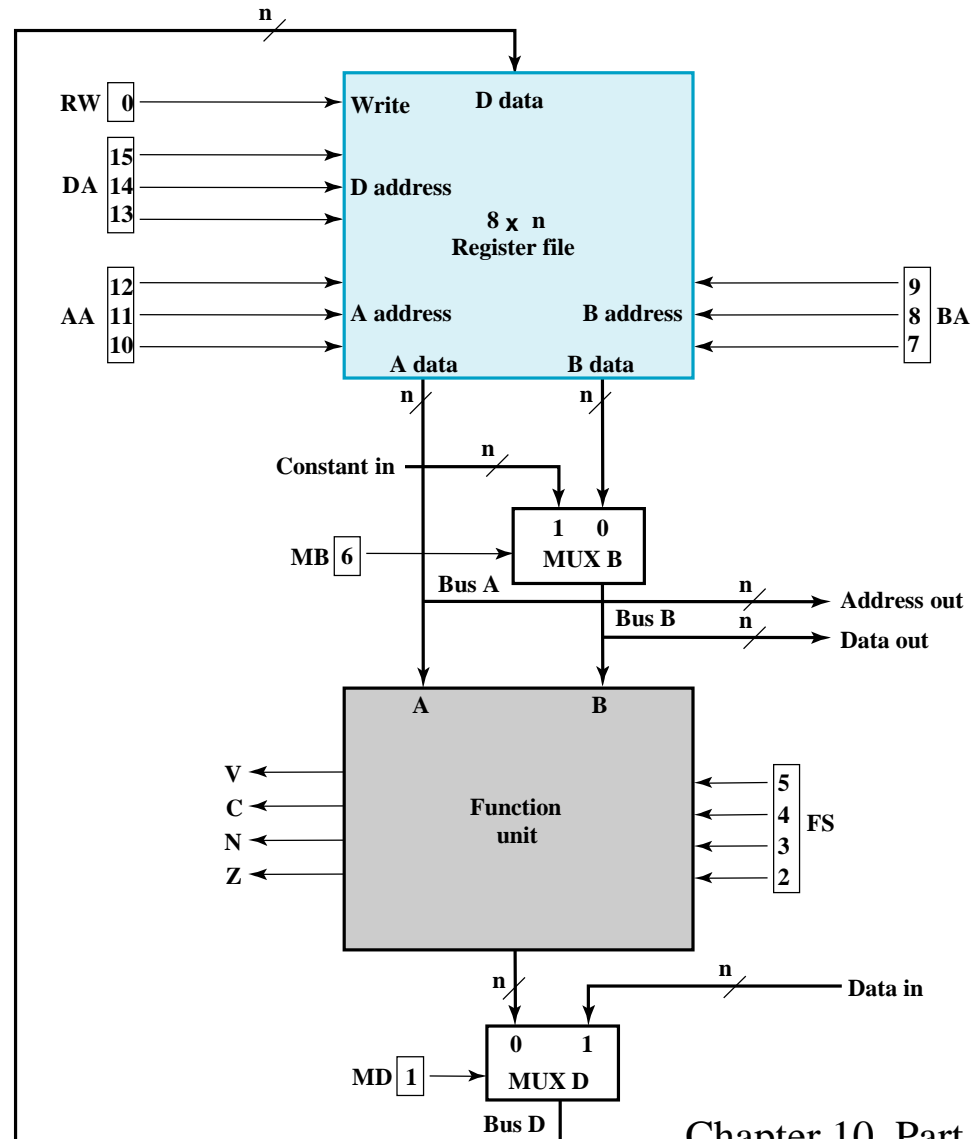 n
RW 0 Write D data
15
DA 14 D address
13
8 x n
Register file
12 9
AA 11 A address B address 8 BA
10 7
A data B data
n n
n
Constant in
1 0
MB 6 MUX B
Bus A n Address out
Bus B n
Data out
A B
V 5
C Function 4 FS
N unit 3
Z 2
n n
Data in
0 1
MD 1 MUX D
Bus D
Chapter 10 Part